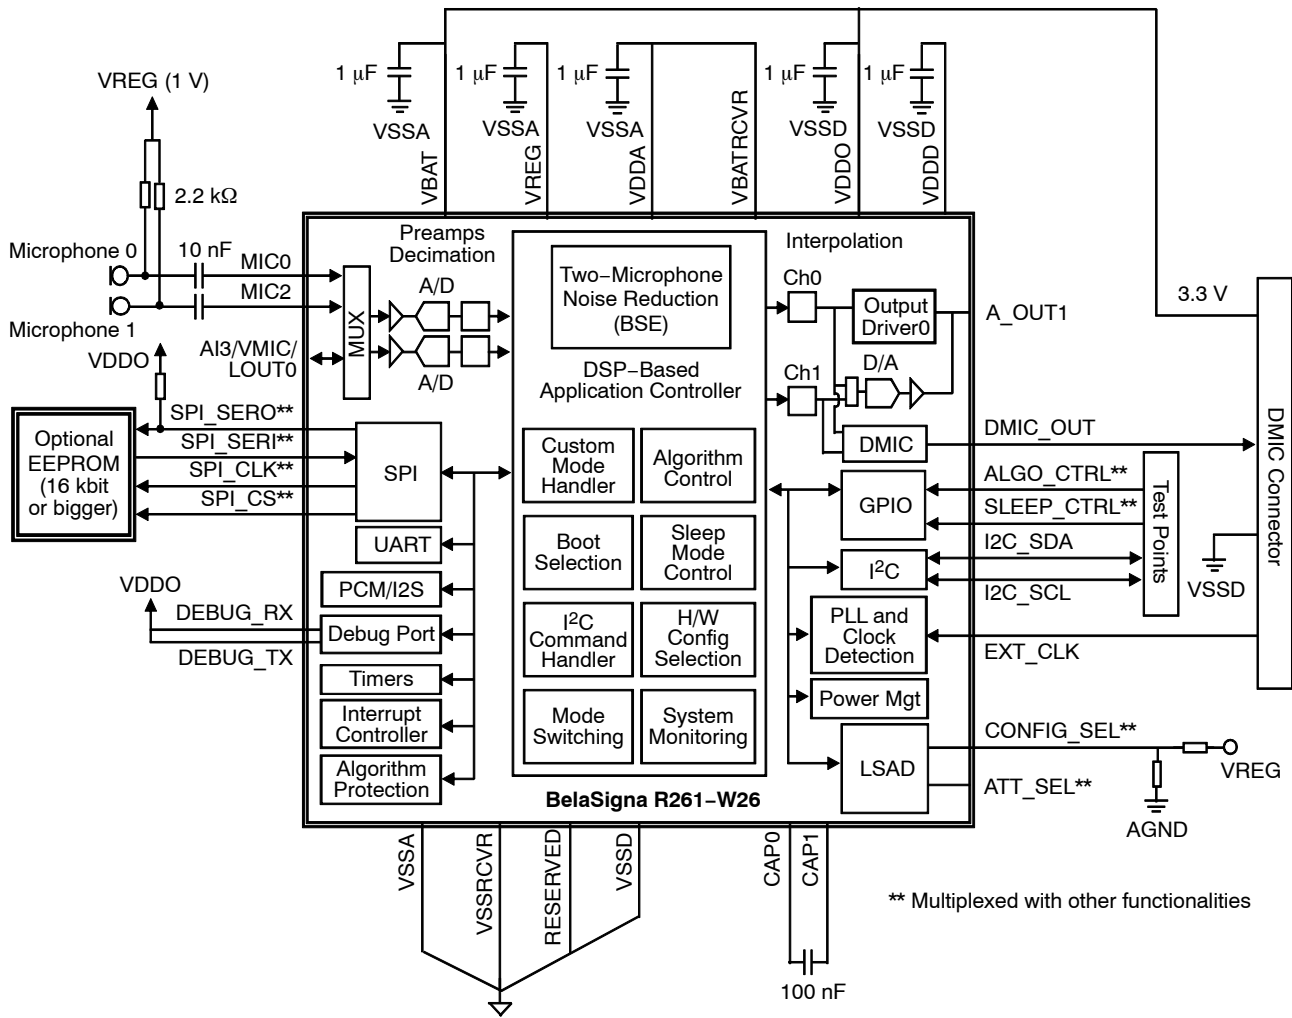 1 μF
1 μF
1 μF
1 μF
1 μF
VSSA
VSSA
VSSA
VSSD
VSSD
VBAT
VREG
VDDA
VBATRCVR
VDDO
VDDD
VREG (1 V)
2.2 kΩ
Microphone 0
10 nF
MIC0
MIC2
Microphone 1
VDDO
AI3/VMIC/
LOUT0
MUX
Preamps
Decimation
A/D
A/D
Two−Microphone
Noise Reduction
(BSE)
DSP−Based
Application Controller
Interpolation
Ch0
Output
Driver0
A_OUT1
3.3 V
Ch1
D/A
DMIC
DMIC_OUT
DMIC Connector
SPI_SERO**
SPI_SERI**
SPI_CLK**
SPI_CS**
Optional
EEPROM
(16 kbit
or bigger)
SPI
UART
PCM/I2S
VDDO
DEBUG_RX
DEBUG_TX
Debug Port
Timers
Interrupt
Controller
Algorithm
Protection
Custom
Mode
Handler
Algorithm
Control
Boot
Selection
Sleep
Mode
Control
I2C
Command
Handler
H/W
Config
Selection
Mode
Switching
System
Monitoring
BelaSigna R261−W26
GPIO
ALGO_CTRL**
SLEEP_CTRL**
I2C
I2C_SDA
I2C_SCL
Test Points
VSSD
PLL and
Clock
Detection
EXT_CLK
Power Mgt
LSAD
CONFIG_SEL**
ATT_SEL**
VREG
AGND
VSSA
VSSRCVR
RESERVED
VSSD
CAP0
CAP1
100 nF
** Multiplexed with other functionalities